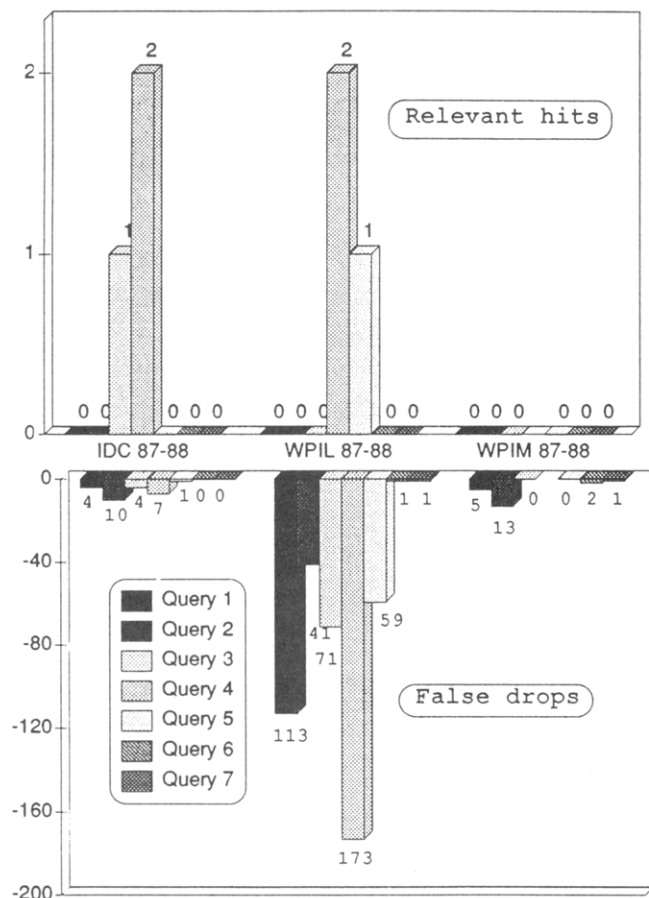 2
2
2
Relevant hits
1
1
1
0 0 0 0 0 0 0 0 0 0 0 0 0 0 0 0
0
IDC 87-88 WPIL 87-88 WPIM 87-88
0
4 10 4 7 1 0 0 1 1 5 13 0 0 2 1
-40
Query 1
Query 2 41 59
Query 3 71
-80
Query 4
Query 5 False drops
-120
Query 6 113
Query 7
-160
173
-200